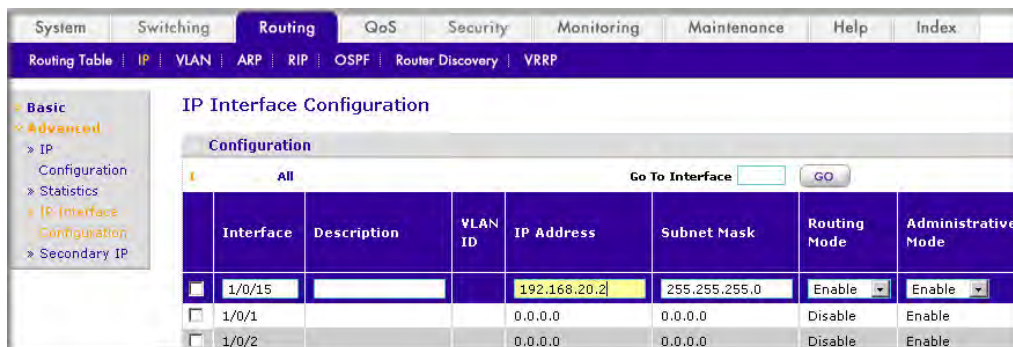 System Switching Routing QoS Security Monitoring Maintenance Help Index
Routing Table IP VLAN ARP RIP OSPF Router Discovery VRRP
Basic
Advanced
» IP
Configuration
» Statistics
» IP Interface
Configuration
» Secondary IP
IP Interface Configuration
Configuration
1 All Go To Interface GO
Interface Description VLAN ID IP Address Subnet Mask Routing Mode Administrative Mode
1/0/15 192.168.20.2 255.255.255.0 Enable Enable
1/0/1 0.0.0.0 0.0.0.0 Disable Enable
1/0/2 0.0.0.0 0.0.0.0 Disable Enable